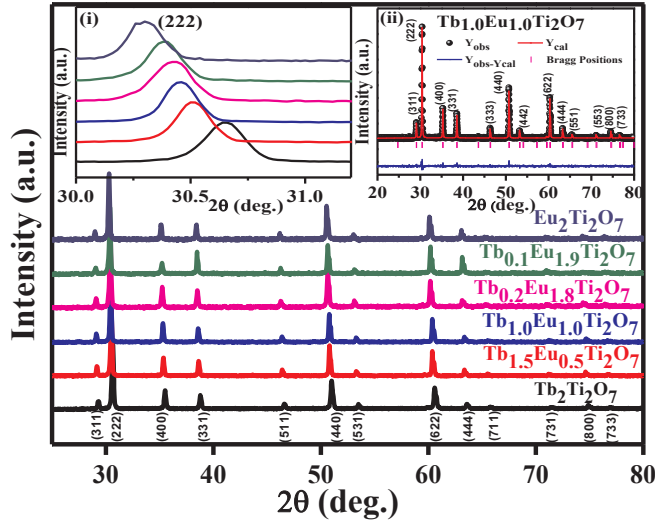 (i)
(222)
Intensity (a.u.)
30.0 30.5 31.0
2θ (deg.)
(ii)
Tb1.0Eu1.0Ti2O7
Yobs Ycal
Yobs-Ycal Bragg Positions
Intensity (a.u.)
(311) (222) (400) (331) (333) (440) (442) (622) (444) (551) (553) (800) (733)
20 30 40 50 60 70 80
2θ (deg.)
Intensity (a.u.)
Eu2Ti2O7
Tb0.1Eu1.9Ti2O7
Tb0.2Eu1.8Ti2O7
Tb1.0Eu1.0Ti2O7
Tb1.5Eu0.5Ti2O7
Tb2Ti2O7
(311) (222) (400) (331) (511) (440) (531) (622) (444) (711) (731) (800) (733)
30 40 50 60 70 80
2θ (deg.)